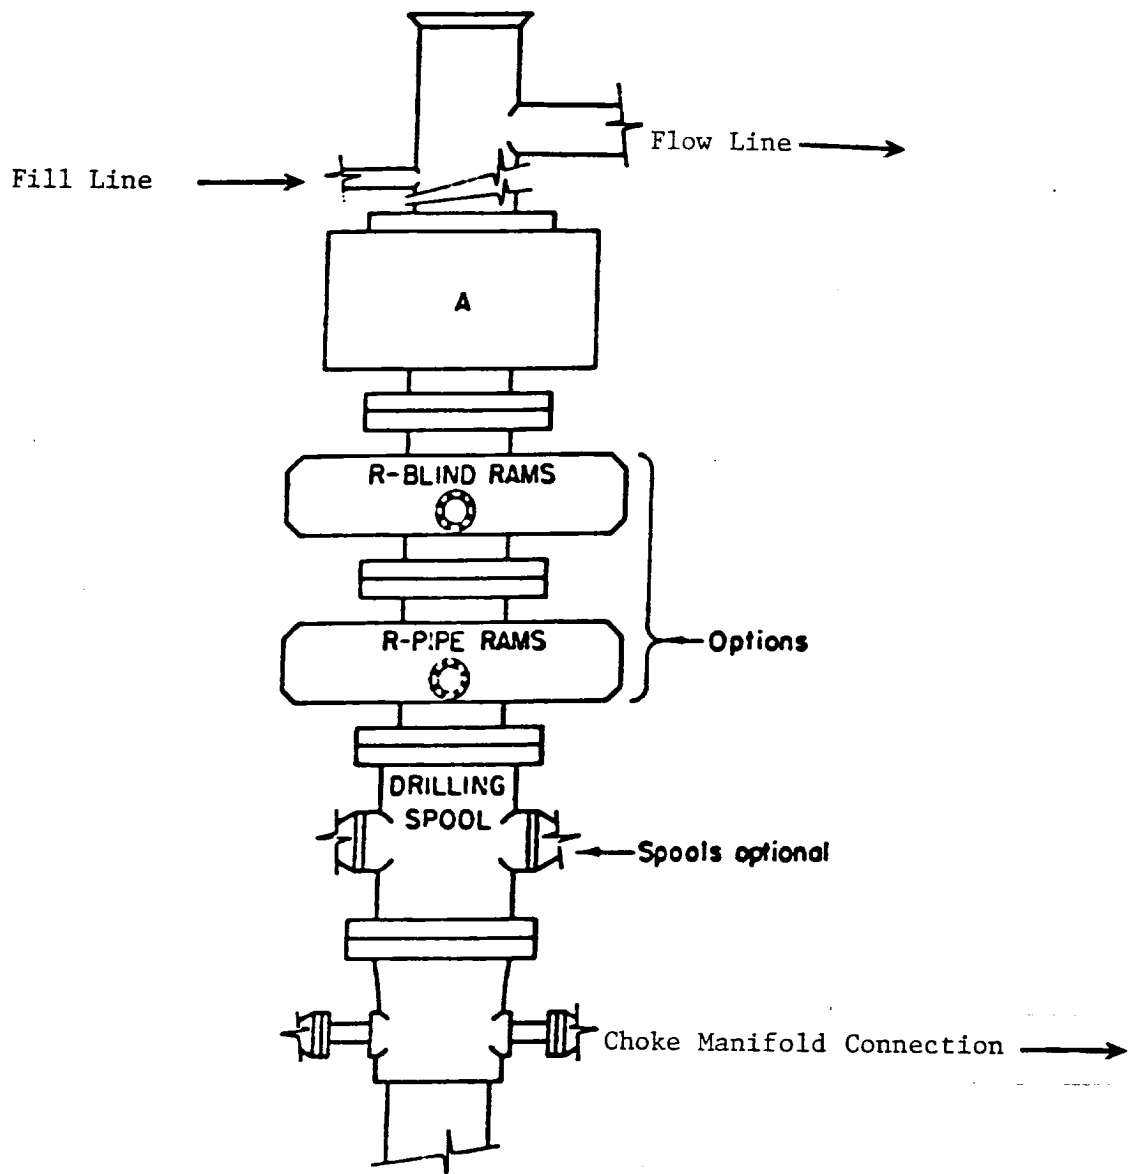 Flow Line
Fill Line
A
R-BLIND RAMS
R-PIPE RAMS
Options
DRILLING
SPOOL
Spools optional
Choke Manifold Connection